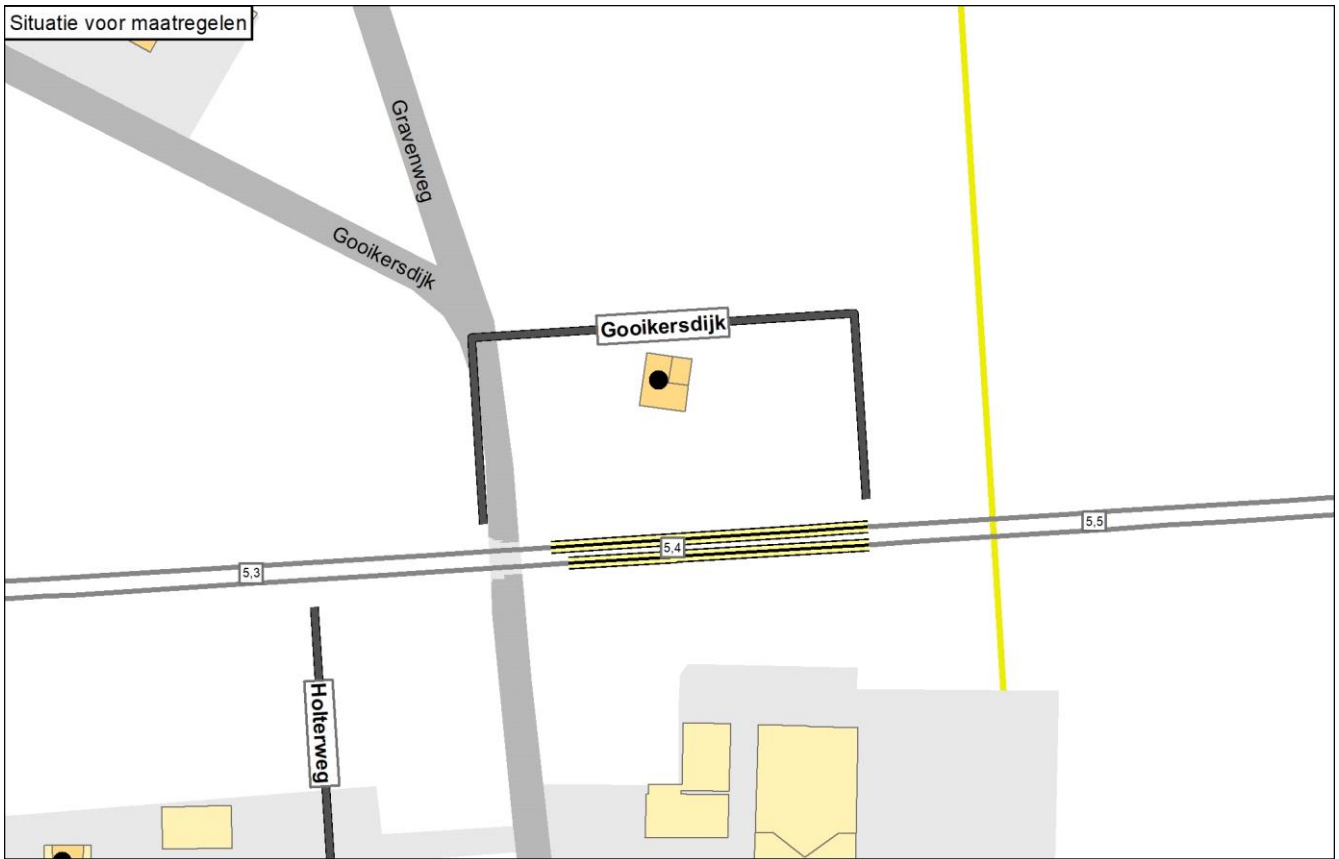 Situatie voor maatregelen
Gravenweg
Gooikersdijk
Gooikersdijk
5,5
5,4
5,3
Holterweg